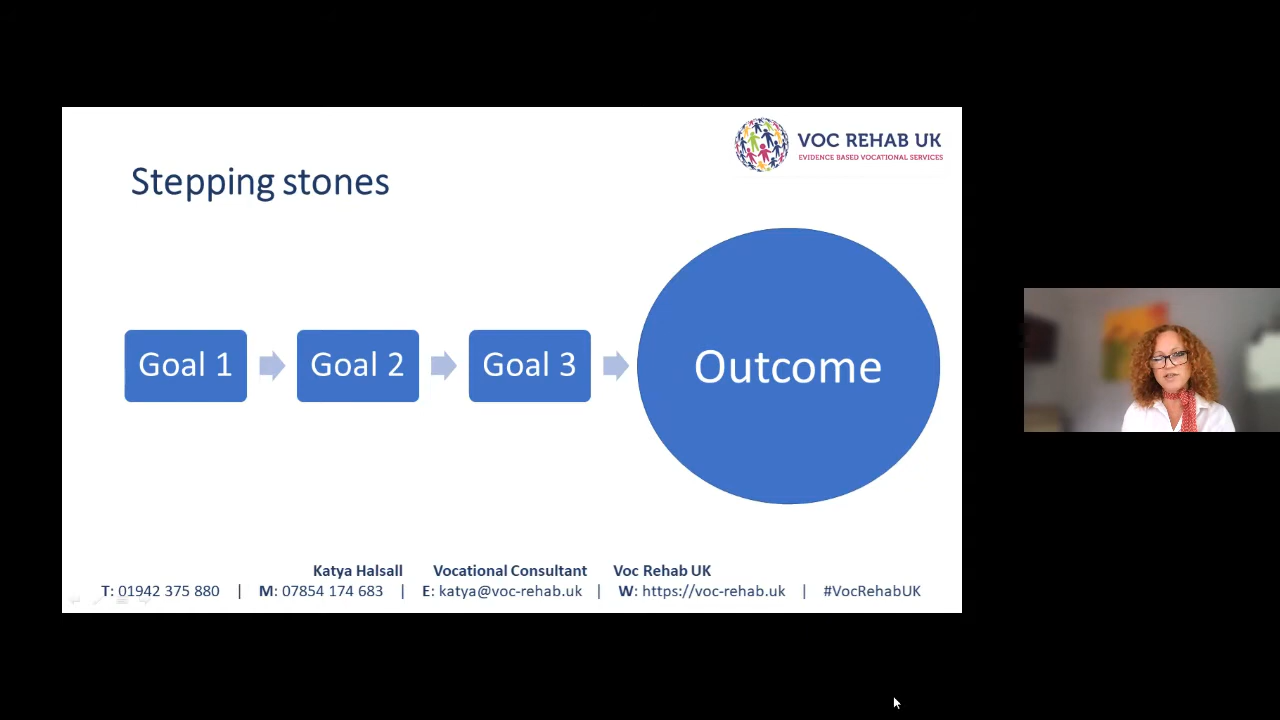 VOC REHAB UK
EVIDENCE BASED VOCATIONAL SERVICES
Stepping stones
Goal 1
Goal 2
Goal 3
Outcome
Katya Halsall Vocational Consultant Voc Rehab UK
T: 01942 375 880 | M: 07854 174 683 | E: katya@voc-rehab.uk | W: https://voc-rehab.uk | #VocRehabUK